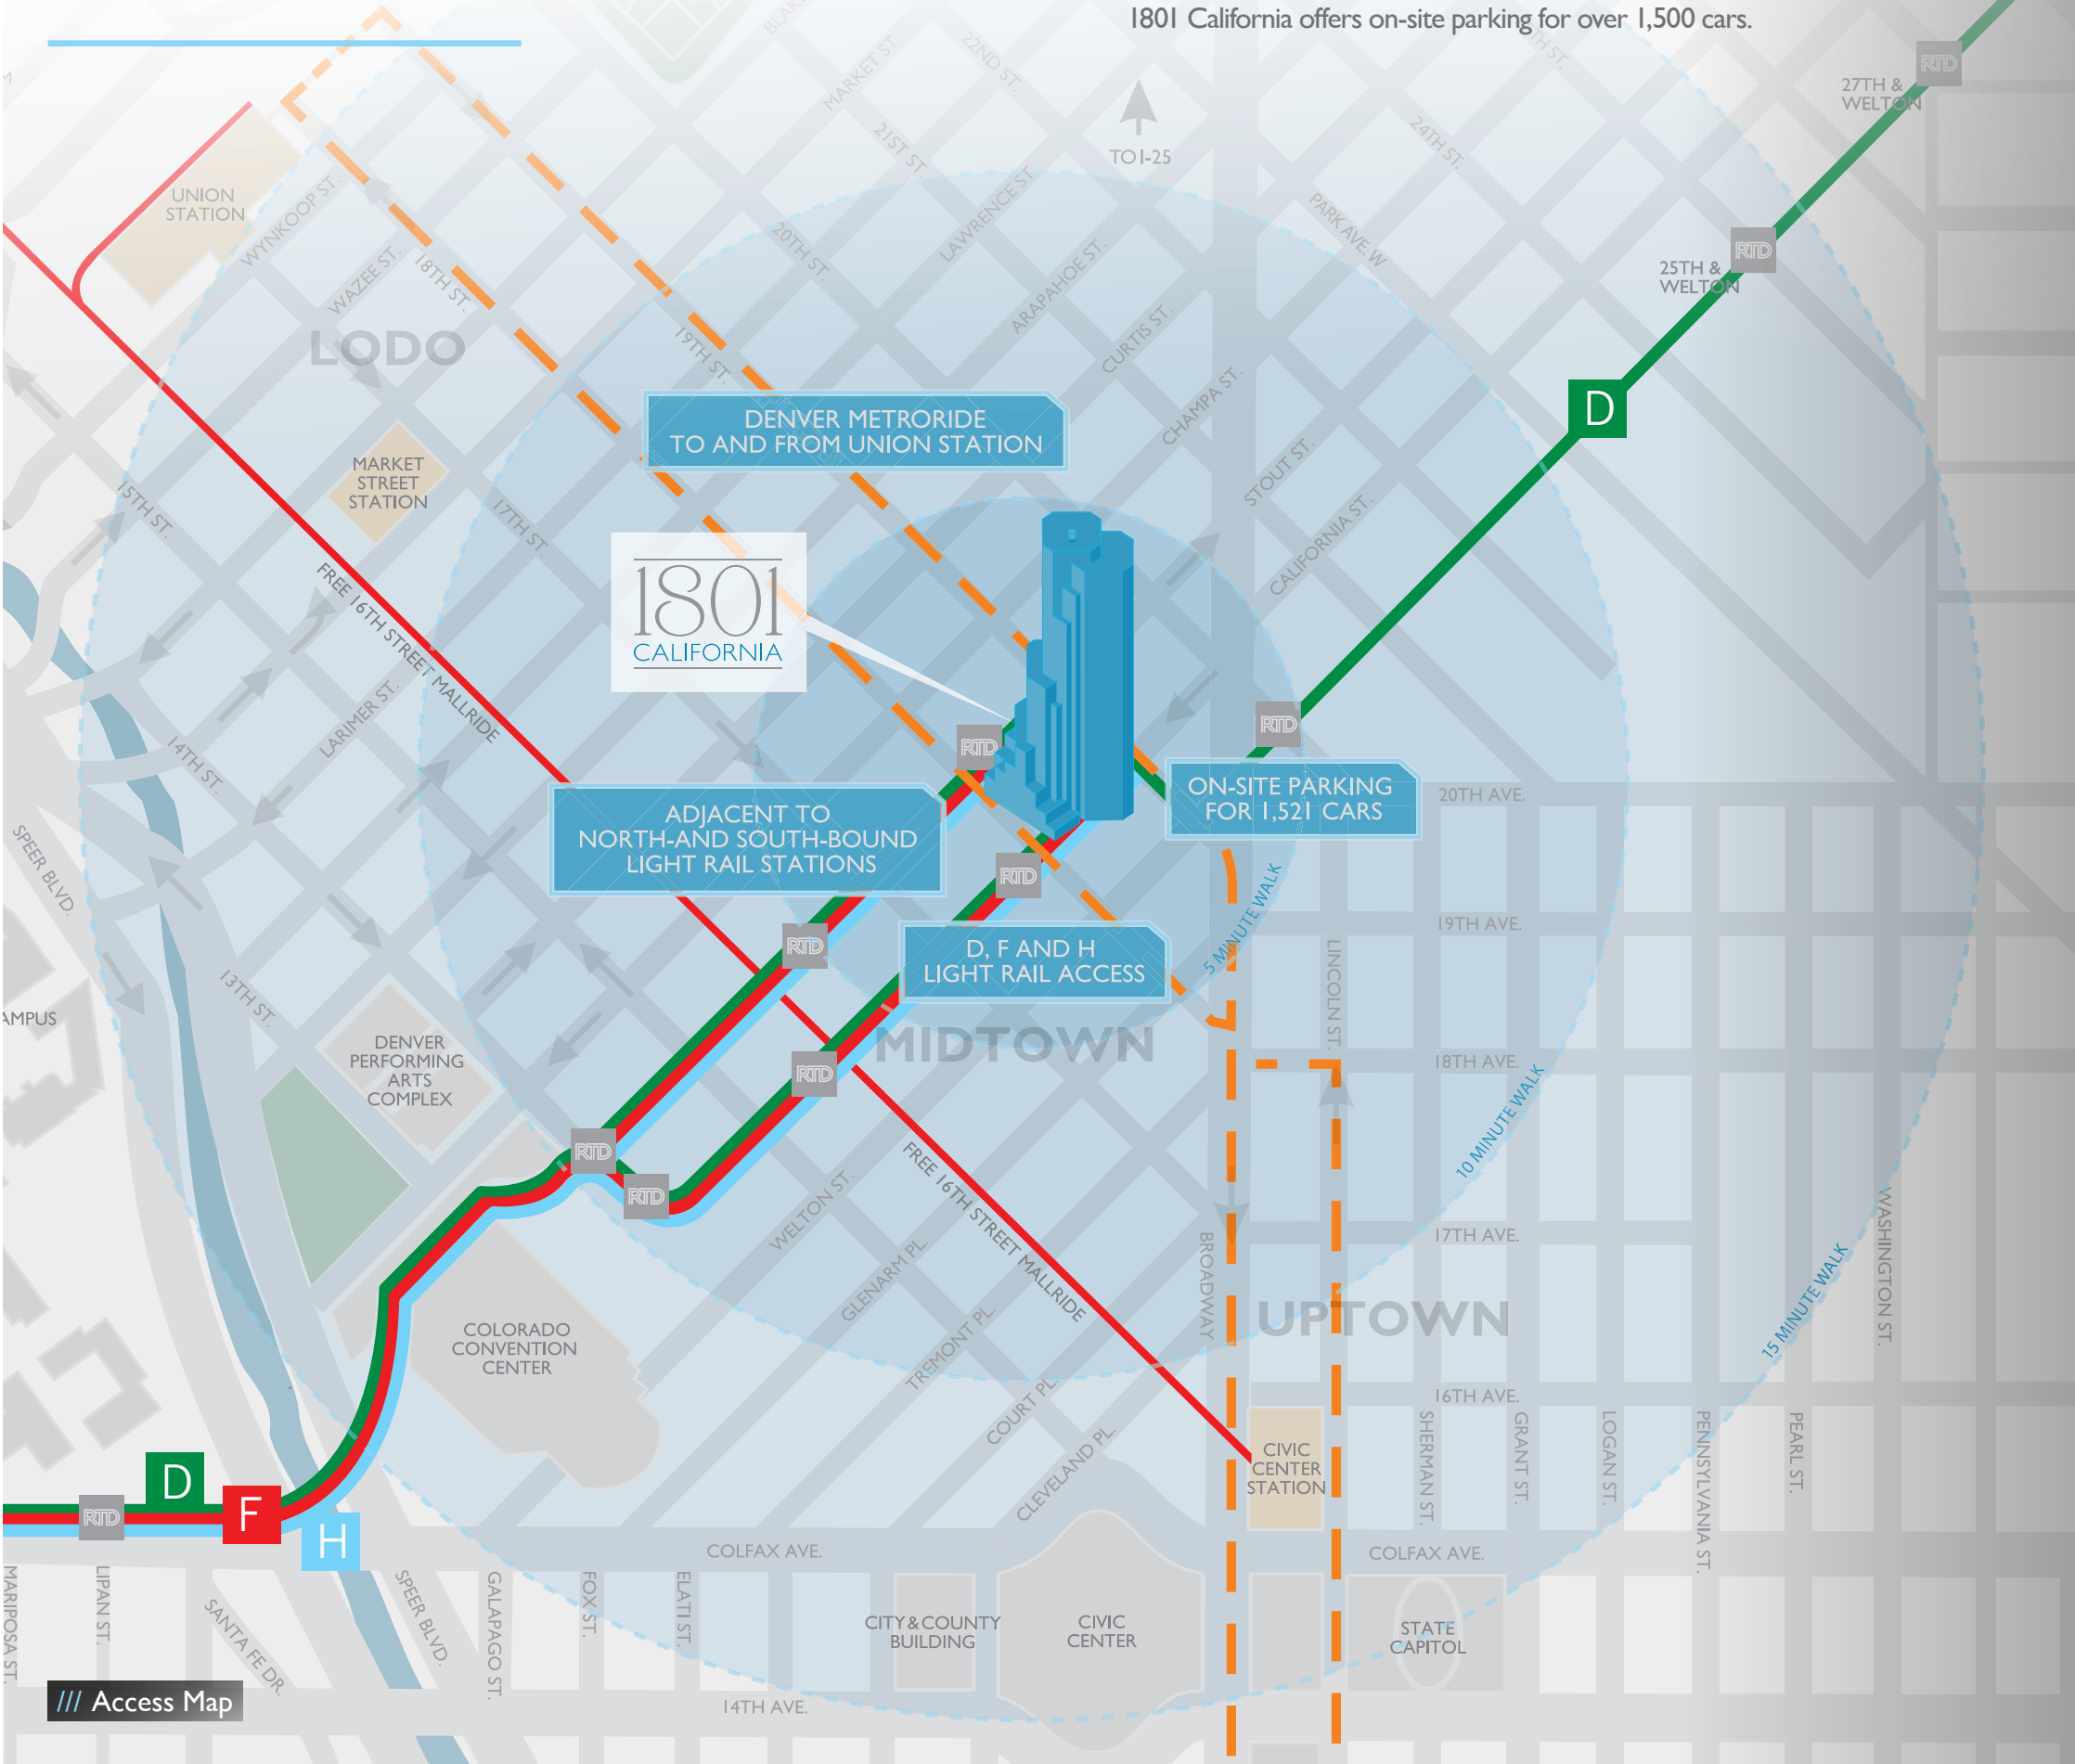 1801 California offers on-site parking for over 1,500 cars.
22ND ST.
MARKET ST.
RTD
27TH &
WELTON
TO I-25
21ST ST.
24TH ST.
UNION
STATION
WYNKOOP ST.
LAWRENCE ST.
PARK AVE. W
20TH ST.
RTD
25TH &
WELTON
WAZEE ST.
18TH ST.
ARAPAHOE ST.
LODO
19TH ST.
CURTIS ST.
CHAMPA ST.
D
DENVER METRORIDE
TO AND FROM UNION STATION
MARKET
STREET
STATION
15TH ST.
17TH ST.
STOUT ST.
CALIFORNIA ST.
1801
CALIFORNIA
FREE 16TH STREET MALLRIDE
LARIMER ST.
14TH ST.
RTD
RTD
ON-SITE PARKING
FOR 1,521 CARS
20TH AVE.
ADJACENT TO
NORTH-AND SOUTH-BOUND
LIGHT RAIL STATIONS
SPEER BLVD.
RTD
5 MINUTE WALK
19TH AVE.
RTD
D, F AND H
LIGHT RAIL ACCESS
LINCOLN ST.
13TH ST.
AMPUS
MIDTOWN
DENVER
PERFORMING
ARTS
COMPLEX
RTD
18TH AVE.
10 MINUTE WALK
RTD
RTD
FREE 16TH STREET MALLRIDE
WELTON ST.
GLENARM PL.
BROADWAY
17TH AVE.
WASHINGTON ST.
15 MINUTE WALK
UPTOWN
COLORADO
CONVENTION
CENTER
TREMONT PL.
COURT PL.
CLEVELAND PL.
16TH AVE.
CIVIC
CENTER
STATION
SHERMAN ST.
GRANT ST.
LOGAN ST.
PENNSYLVANIA ST.
PEARL ST.
D
RTD
F
H
COLFAX AVE.
COLFAX AVE.
MARIPOSA ST.
LIPAN ST.
SANTA FE DR.
SPEER BLVD.
GALAPAGO ST.
FOX ST.
ELATI ST.
CITY & COUNTY
BUILDING
CIVIC
CENTER
STATE
CAPITOL
/// Access Map
14TH AVE.